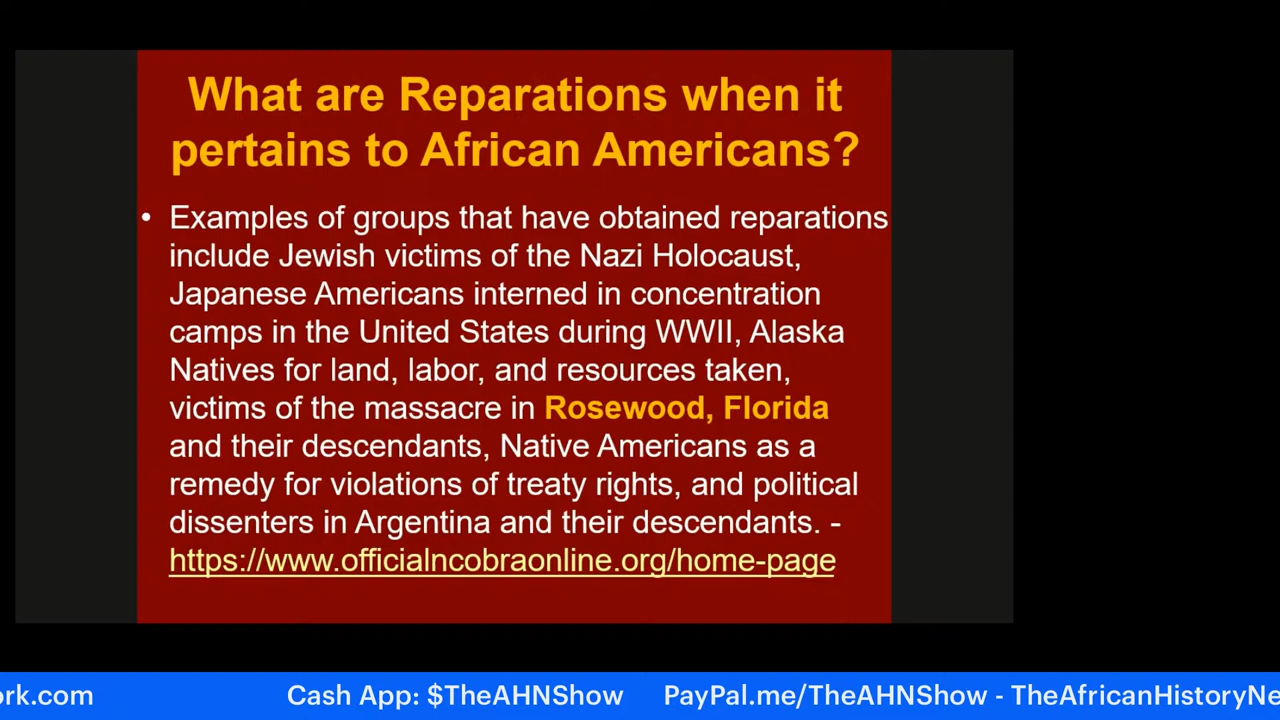 What are Reparations when it
pertains to African Americans?
• Examples of groups that have obtained reparations
include Jewish victims of the Nazi Holocaust,
Japanese Americans interned in concentration
camps in the United States during WWII, Alaska
Natives for land, labor, and resources taken,
victims of the massacre in Rosewood, Florida
and their descendants, Native Americans as a
remedy for violations of treaty rights, and political
dissenters in Argentina and their descendants. -
https://www.officialncobraonline.org/home-page
ork.com Cash App: $TheAHNShow PayPal.me/TheAHNShow - TheAfricanHistoryNe